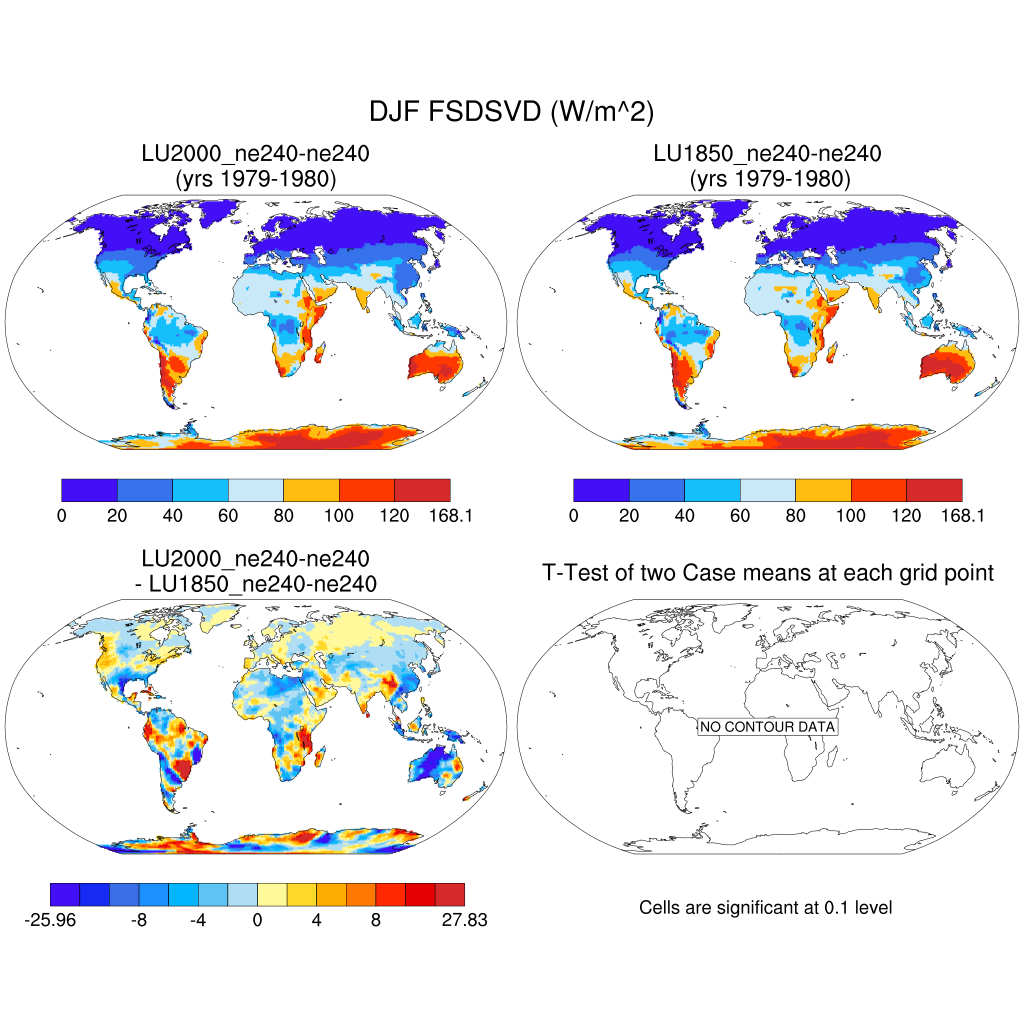 DJF FSDSVD (W/m^2)
LU2000_ne240-ne240
(yrs 1979-1980)
LU1850_ne240-ne240
(yrs 1979-1980)
0 20 40 60 80 100 120 168.1
0 20 40 60 80 100 120 168.1
LU2000_ne240-ne240
- LU1850_ne240-ne240
T-Test of two Case means at each grid point
NO CONTOUR DATA
-25.96 -8 -4 0 4 8 27.83
Cells are significant at 0.1 level